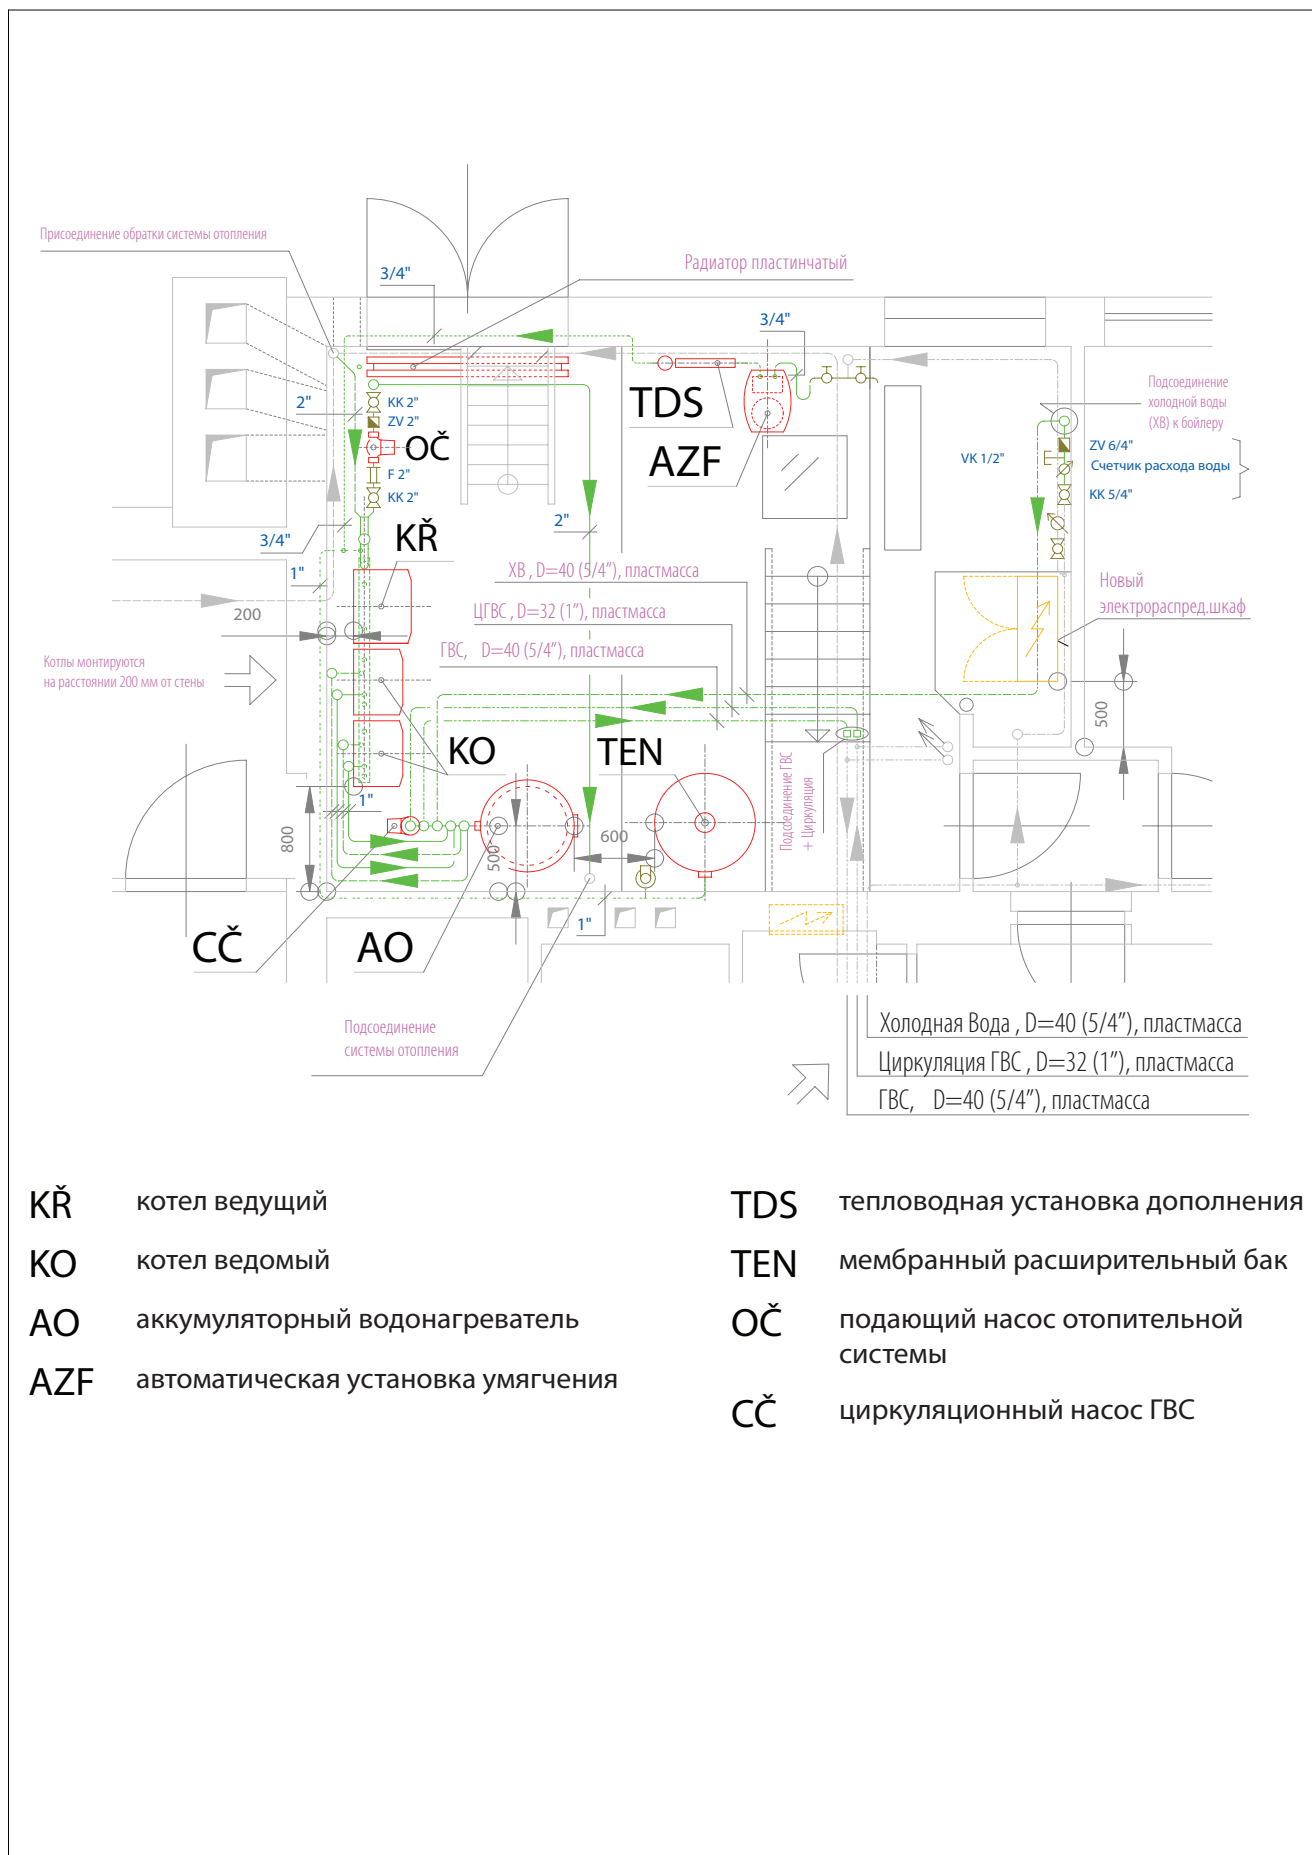 Присоединение обратки системы отопления
3/4"
Радиатор пластинчатый
3/4"
2"
KK 2"
ZV 2"
OČ
F 2"
KK 2"
TDS
AZF
Подсоединение
холодной воды
(ХВ) к бойлеру
VK 1/2"
ZV 6/4"
Счетчик расхода воды
KK 5/4"
3/4"
KŘ
2"
1"
ХВ , D=40 (5/4”), пластмасса
Новый
электрораспред.шкаф
200
ЦГВС , D=32 (1”), пластмасса
ГВС, D=40 (5/4”), пластмасса
Котлы монтируются
на расстоянии 200 мм от стены
500
KO
TEN
Подсоединение ГВС
+ Циркуляция
1"
800
500
600
1"
CČ
AO
Подсоединение
системы отопления
Холодная Вода , D=40 (5/4”), пластмасса
Циркуляция ГВС , D=32 (1”), пластмасса
ГВС, D=40 (5/4”), пластмасса
KŘ котел ведущий
KO котел ведомый
AO аккумуляторный водонагреватель
AZF автоматическая установка умягчения
TDS тепловодная установка дополнения
TEN мембранный расширительный бак
OČ подающий насос отопительной
системы
CČ циркуляционный насос ГВС